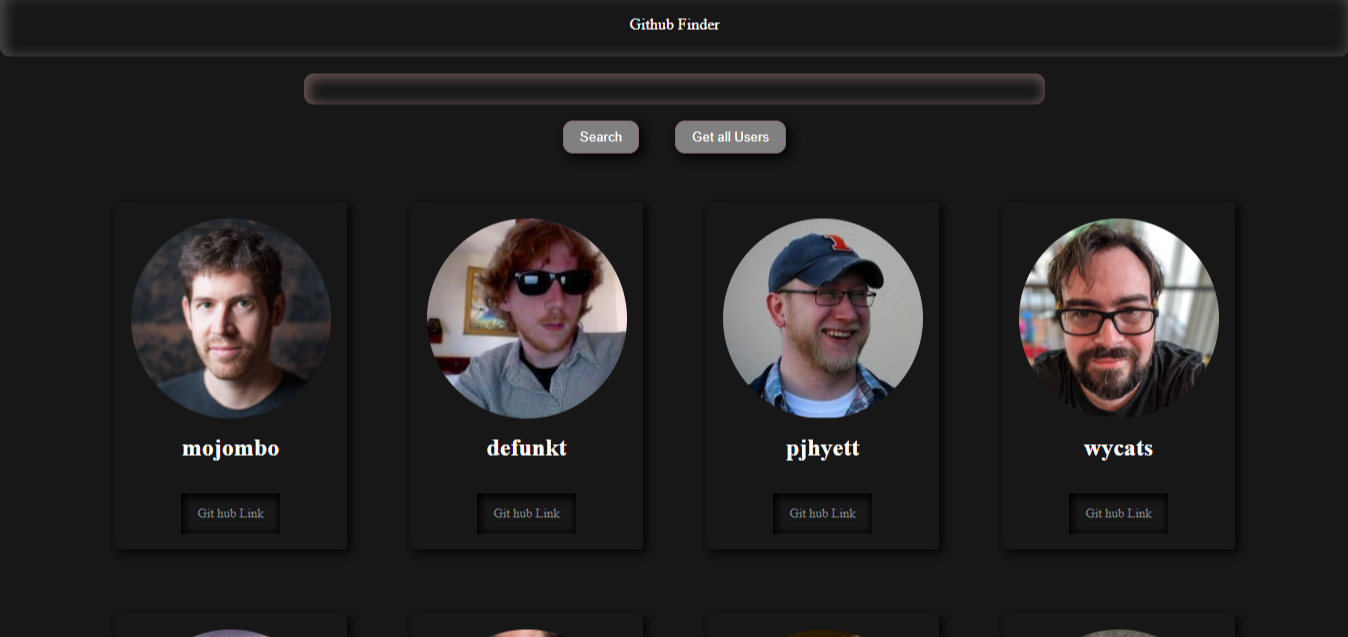 Github Finder
Search Get all Users
mojombo defunkt pjhyett wycats
Git hub Link Git hub Link Git hub Link Git hub Link